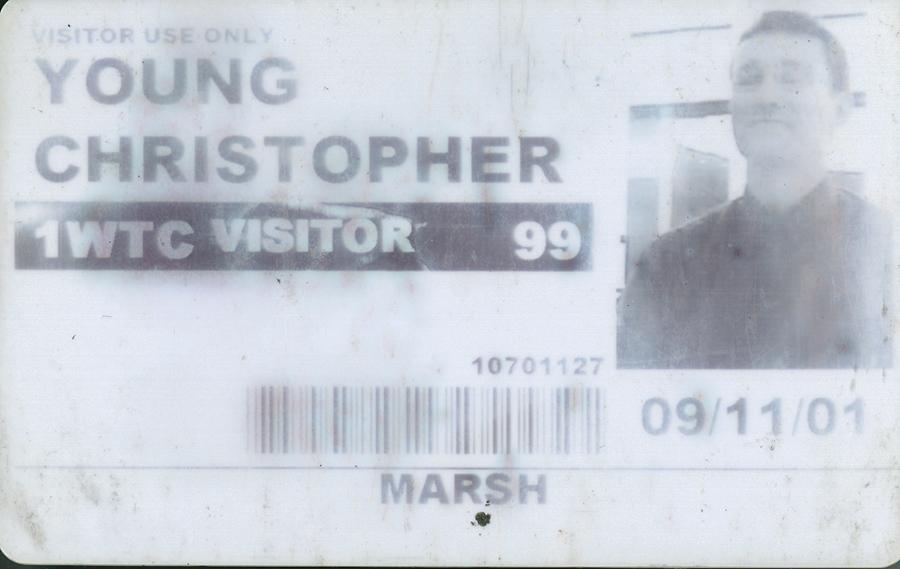 VISITOR USE ONLY
YOUNG
CHRISTOPHER
1WTC VISITOR 99
10701127
09/11/01
MARSH